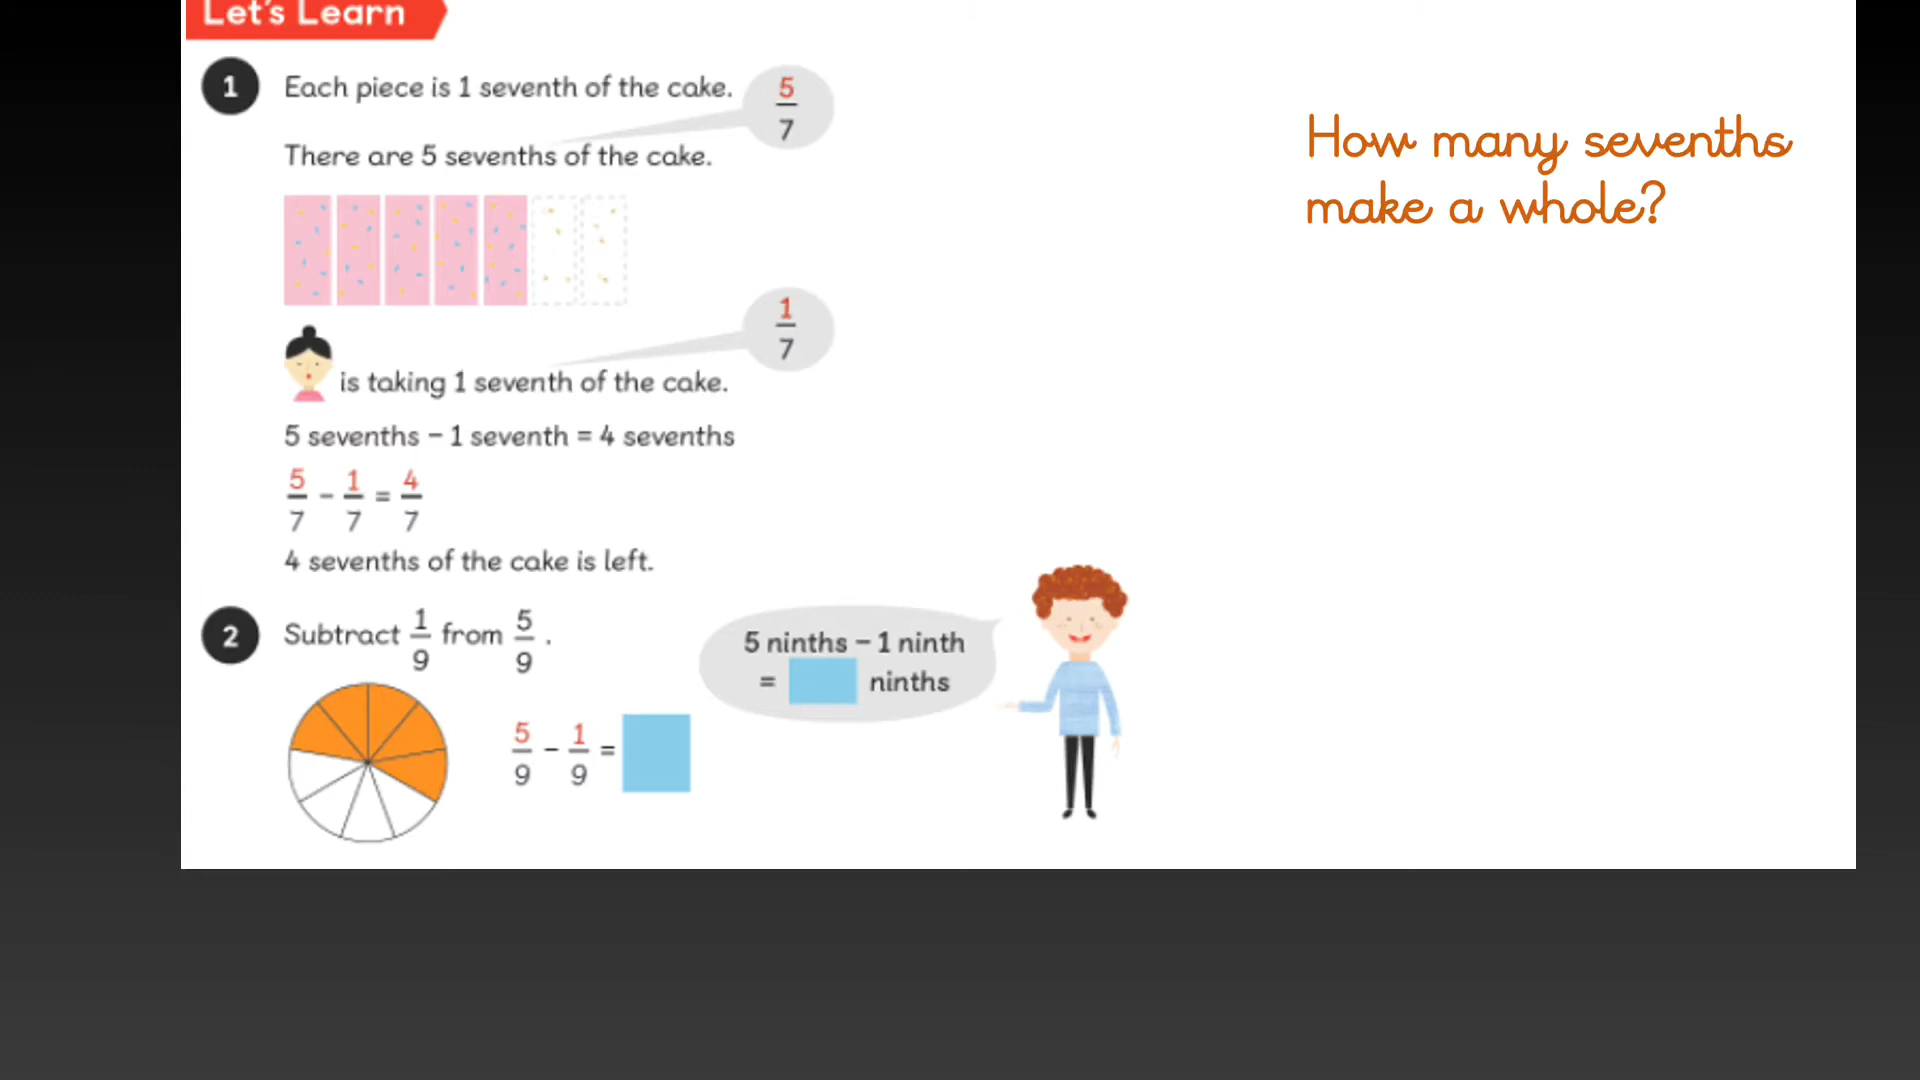 Let's Learn
1 Each piece is 1 seventh of the cake.
5/7
There are 5 sevenths of the cake.
1/7
is taking 1 seventh of the cake.
5 sevenths − 1 seventh = 4 sevenths
5/7 − 1/7 = 4/7
4 sevenths of the cake is left.
2 Subtract 1/9 from 5/9.
5 ninths − 1 ninth
= ninths
5/9 − 1/9 =
How many sevenths
make a whole?